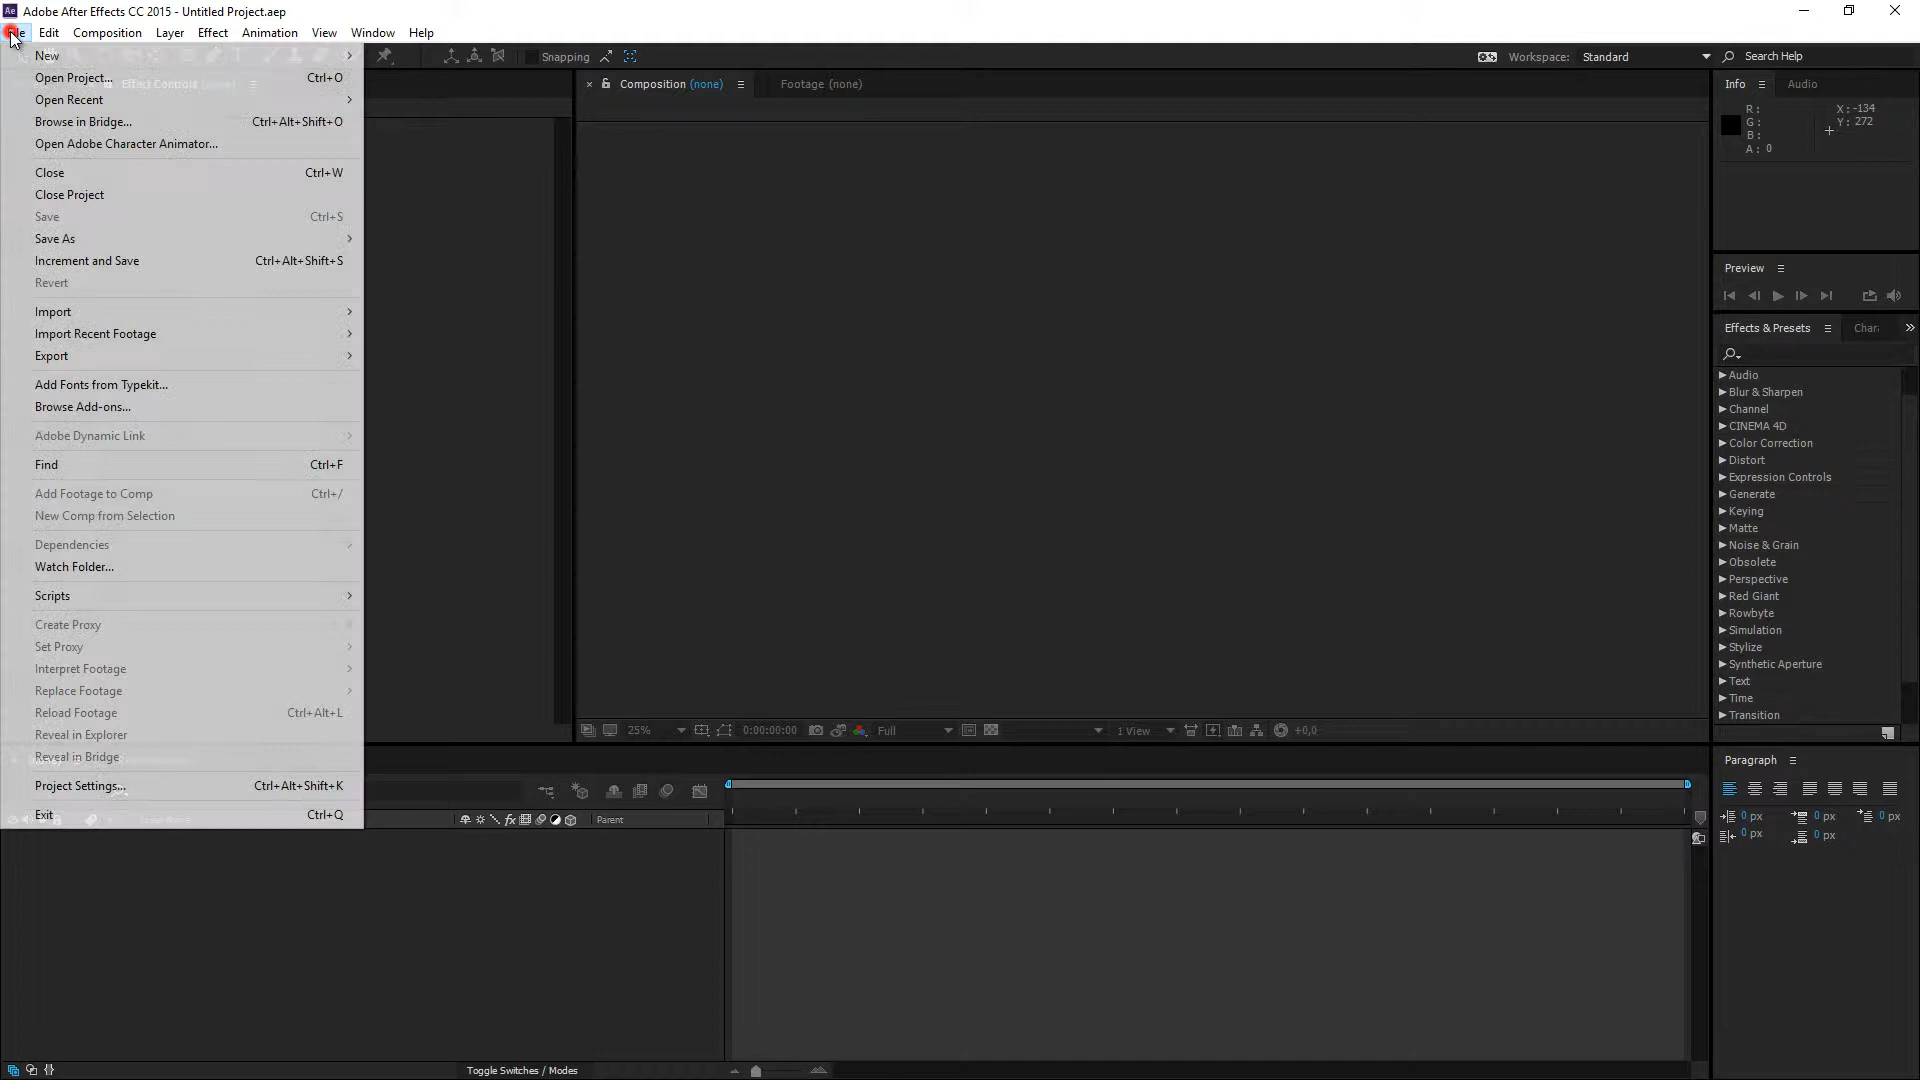 Adobe After Effects CC 2015 - Untitled Project.aep
Edit Composition Layer Effect Animation View Window Help
Snapping Workspace: Standard Search Help
New
Open Project... Ctrl+O
Open Recent
Browse in Bridge... Ctrl+Alt+Shift+O
Open Adobe Character Animator...
Close Ctrl+W
Close Project
Save Ctrl+S
Save As
Increment and Save Ctrl+Alt+Shift+S
Revert
Import
Import Recent Footage
Export
Add Fonts from Typekit...
Browse Add-ons...
Adobe Dynamic Link
Find Ctrl+F
Add Footage to Comp Ctrl+/
New Comp from Selection
Dependencies
Watch Folder...
Scripts
Create Proxy
Set Proxy
Interpret Footage
Replace Footage
Reload Footage Ctrl+Alt+L
Reveal in Explorer
Reveal in Bridge
Project Settings... Ctrl+Alt+Shift+K
Exit Ctrl+Q
Effect Controls
Composition (none) Footage (none)
25% 0:00:00:00 Full 1 View +0,0
Info Audio
R: X: -134
G: Y: 272
B:
A: 0
Preview
Effects & Presets Chara
Audio
Blur & Sharpen
Channel
CINEMA 4D
Color Correction
Distort
Expression Controls
Generate
Keying
Matte
Noise & Grain
Obsolete
Perspective
Red Giant
Rowbyte
Simulation
Stylize
Synthetic Aperture
Text
Time
Transition
Paragraph
0 px 0 px 0 px
0 px 0 px
fx Parent
Toggle Switches / Modes